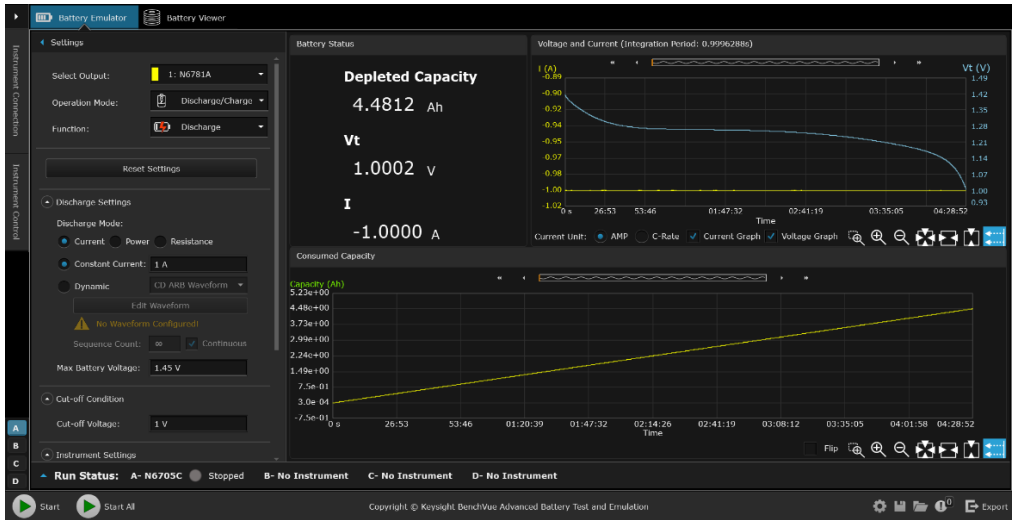 Battery Emulator
Battery Viewer
Instrument Connection
Instrument Control
Settings
Select Output: 1: N6781A
Operation Mode: Discharge/Charge
Function: Discharge
Reset Settings
Discharge Settings
Discharge Mode:
Current Power Resistance
Constant Current: 1 A
Dynamic CD ARB Waveform
Edit Waveform
No Waveform Configured!
Sequence Count: ∞ Continuous
Max Battery Voltage: 1.45 V
Cut-off Condition
Cut-off Voltage: 1 V
Instrument Settings
A
B
C
D
Battery Status
Depleted Capacity
4.4812 Ah
Vt
1.0002 V
I
-1.0000 A
Voltage and Current (Integration Period: 0.9996288s)
I (A)
Vt (V)
-0.89
-0.90
-0.92
-0.94
-0.95
-0.97
-0.98
-1.00
-1.02
1.49
1.42
1.35
1.28
1.21
1.14
1.07
1.00
0.93
0 s 26:53 53:46 01:47:32 02:41:19 03:35:05 04:28:52
Time
Current Unit: AMP C-Rate Current Graph Voltage Graph
Consumed Capacity
Capacity (Ah)
5.23e+00
4.48e+00
3.73e+00
2.99e+00
2.24e+00
1.49e+00
7.5e-01
3.0e-04
-7.5e-01
0 s 26:53 53:46 01:20:39 01:47:32 02:14:26 02:41:19 03:08:12 03:35:05 04:01:58 04:28:52
Time
Flip
Run Status: A- N6705C Stopped B- No Instrument C- No Instrument D- No Instrument
Start Start All Copyright © Keysight BenchVue Advanced Battery Test and Emulation 0 Export